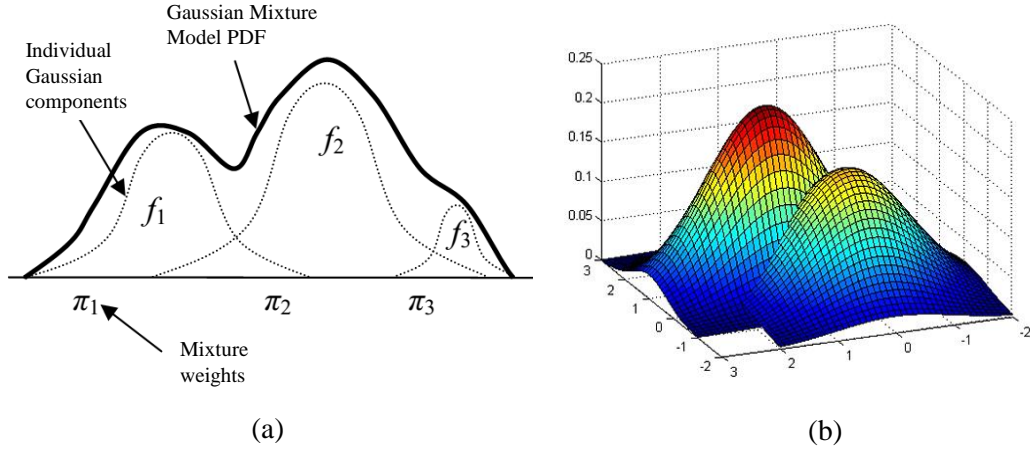 Gaussian Mixture
Model PDF
Individual
Gaussian
components
f1
f2
f3
π1
π2
π3
Mixture
weights
(a)
0.25
0.2
0.15
0.1
0.05
0
3
2
1
0
-1
-2
3
2
1
0
-1
-2
(b)